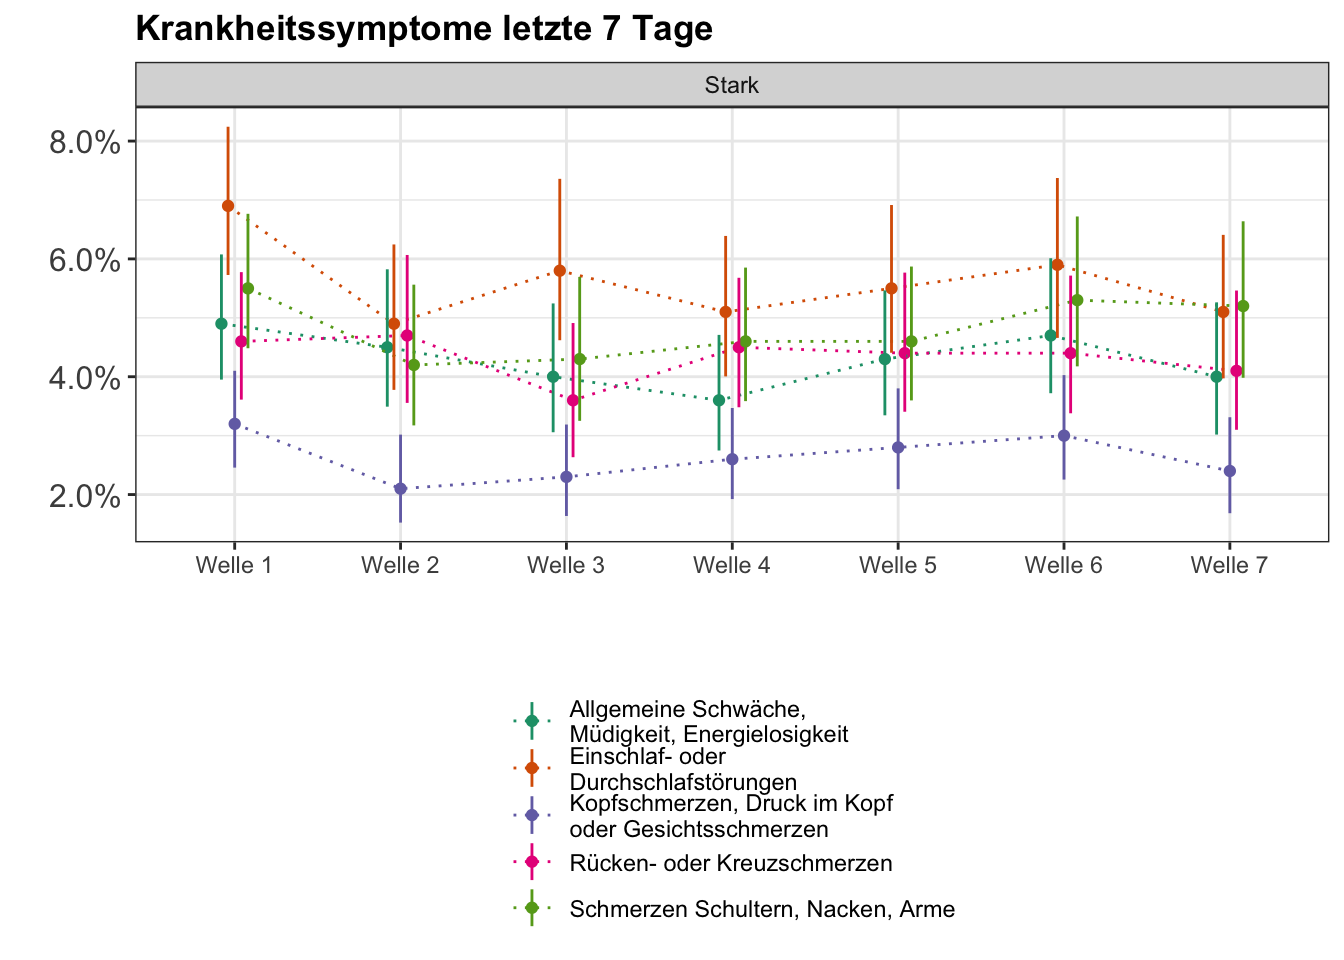 Krankheitssymptome letzte 7 Tage
Stark
8.0%
6.0%
4.0%
2.0%
Welle 1 Welle 2 Welle 3 Welle 4 Welle 5 Welle 6 Welle 7
Allgemeine Schwäche,
Müdigkeit, Energielosigkeit
Einschlaf- oder
Durchschlafstörungen
Kopfschmerzen, Druck im Kopf
oder Gesichtsschmerzen
Rücken- oder Kreuzschmerzen
Schmerzen Schultern, Nacken, Arme